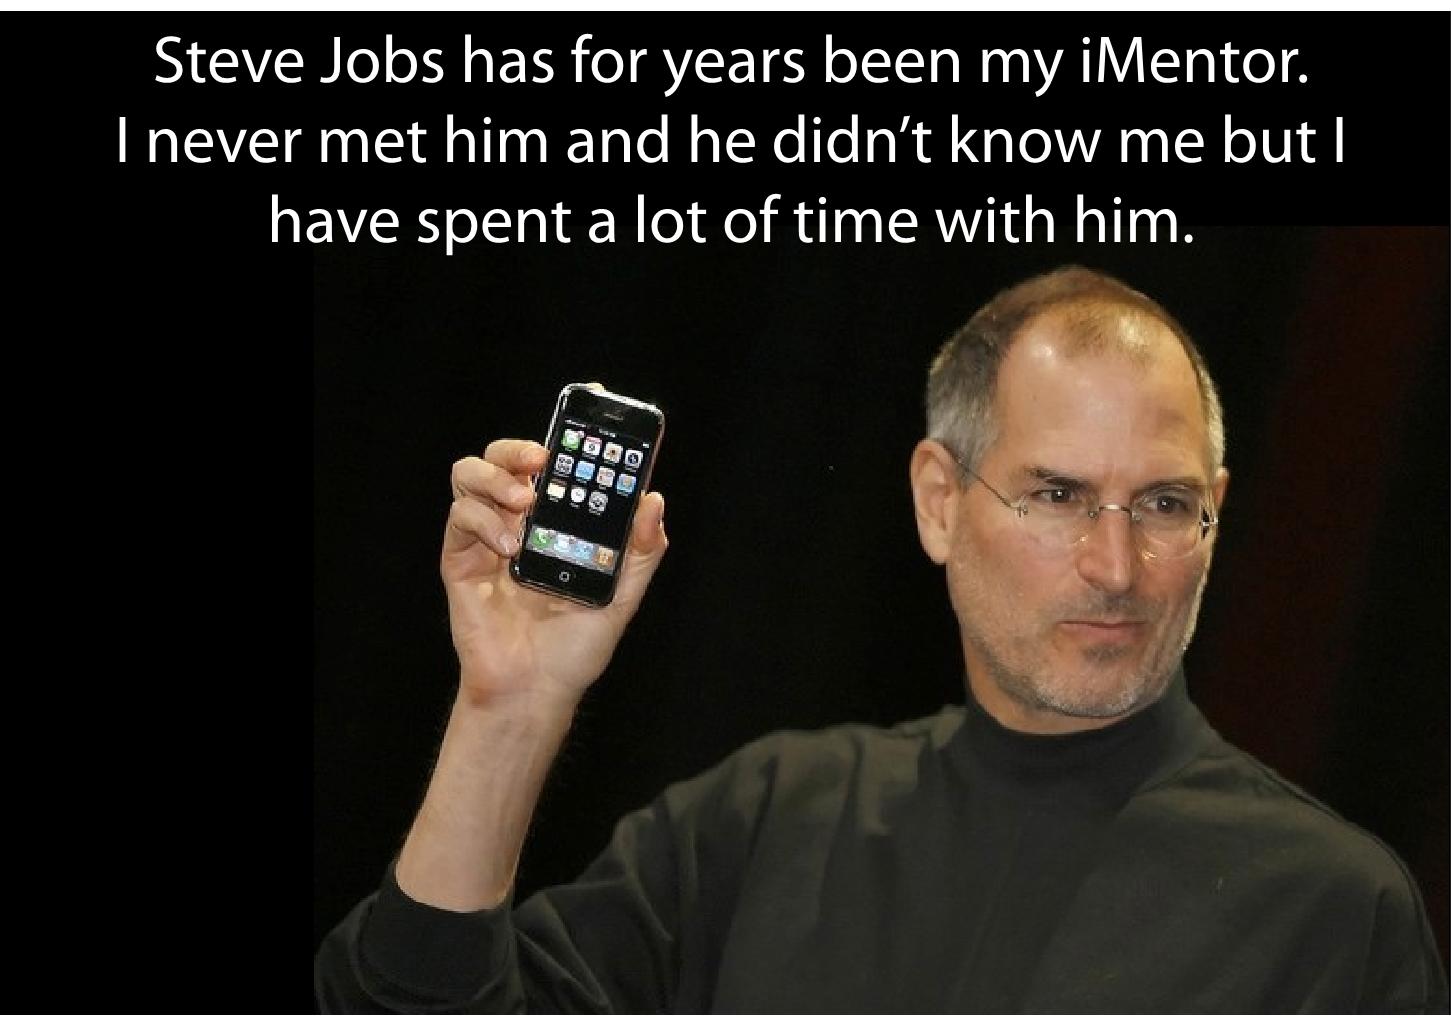 Steve Jobs has for years been my iMentor.
I never met him and he didn’t know me but I
have spent a lot of time with him.